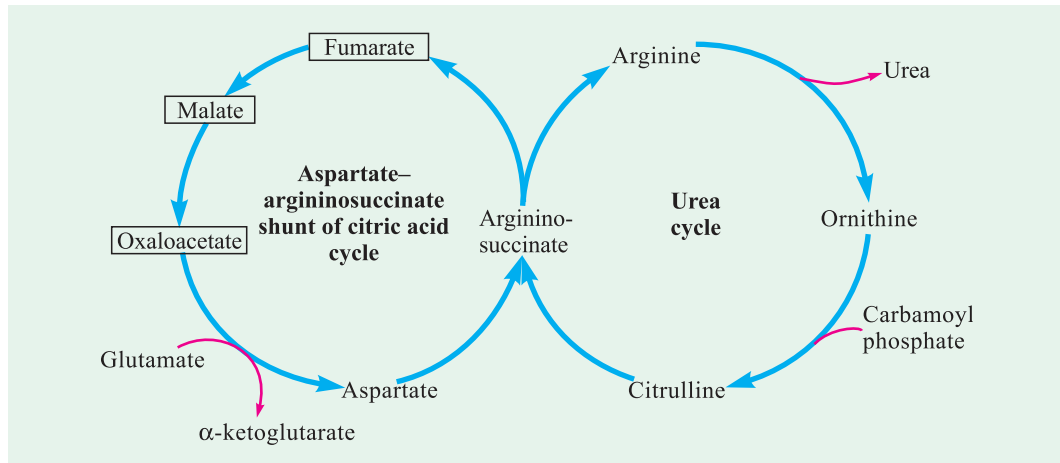 Fumarate
Malate
Oxaloacetate
Aspartate–
argininosuccinate
shunt of citric acid
cycle
Glutamate
α-ketoglutarate
Aspartate
Arginino-
succinate
Arginine
Urea
Urea
cycle
Ornithine
Carbamoyl
phosphate
Citrulline